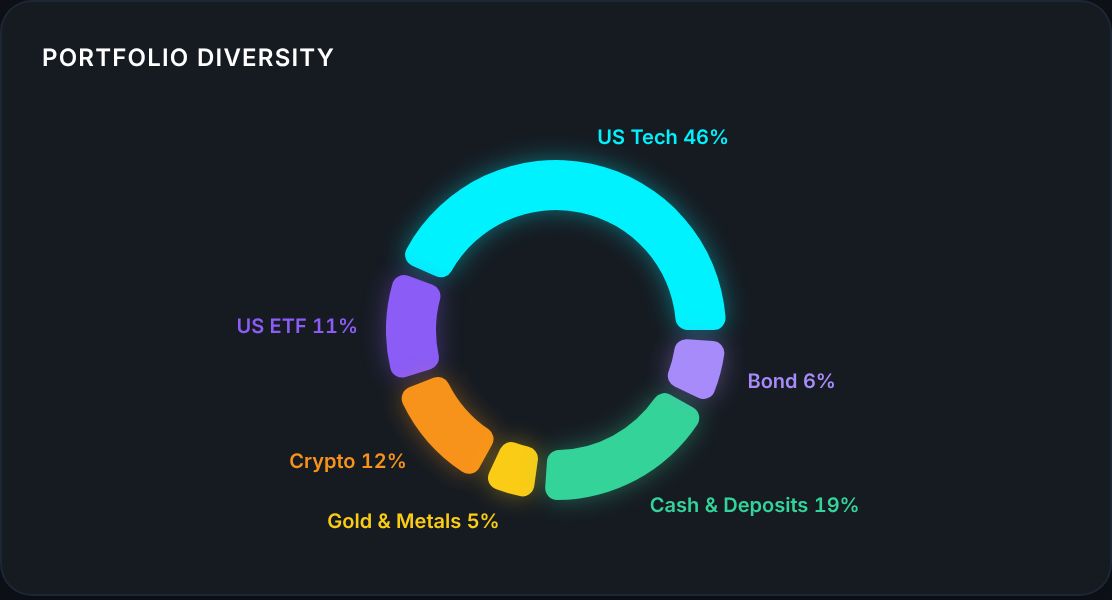 PORTFOLIO DIVERSITY
US Tech 46%
US ETF 11%
Bond 6%
Crypto 12%
Cash & Deposits 19%
Gold & Metals 5%